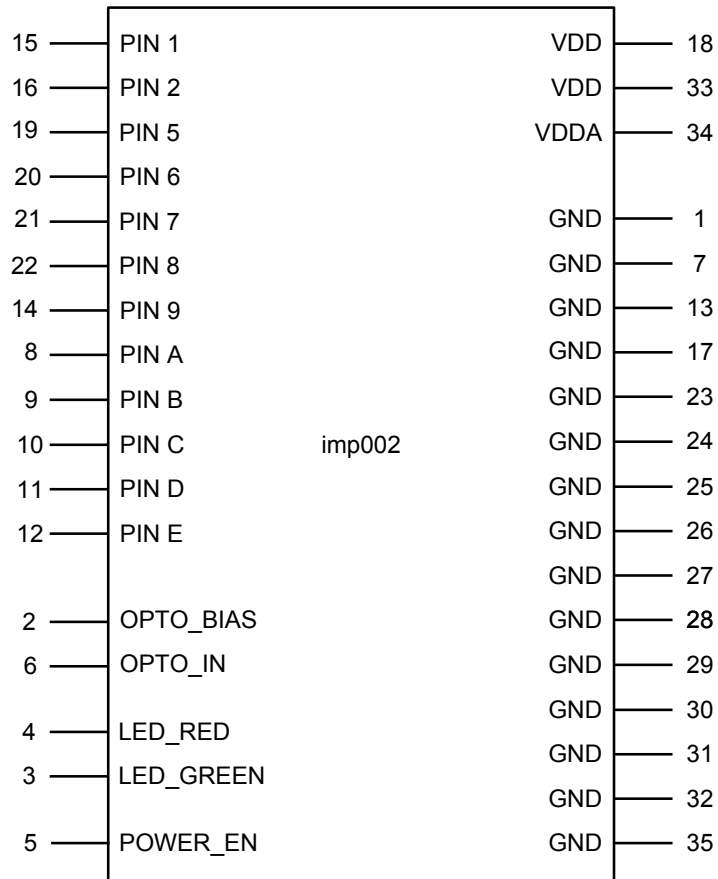 15 PIN 1 VDD 18
16 PIN 2 VDD 33
19 PIN 5 VDDA 34
20 PIN 6
21 PIN 7 GND 1
22 PIN 8 GND 7
14 PIN 9 GND 13
8 PIN A GND 17
9 PIN B GND 23
10 PIN C imp002 GND 24
11 PIN D GND 25
12 PIN E GND 26
GND 27
2 OPTO_BIAS GND 28
6 OPTO_IN GND 29
GND 30
4 LED_RED
GND 31
3 LED_GREEN
GND 32
5 POWER_EN GND 35